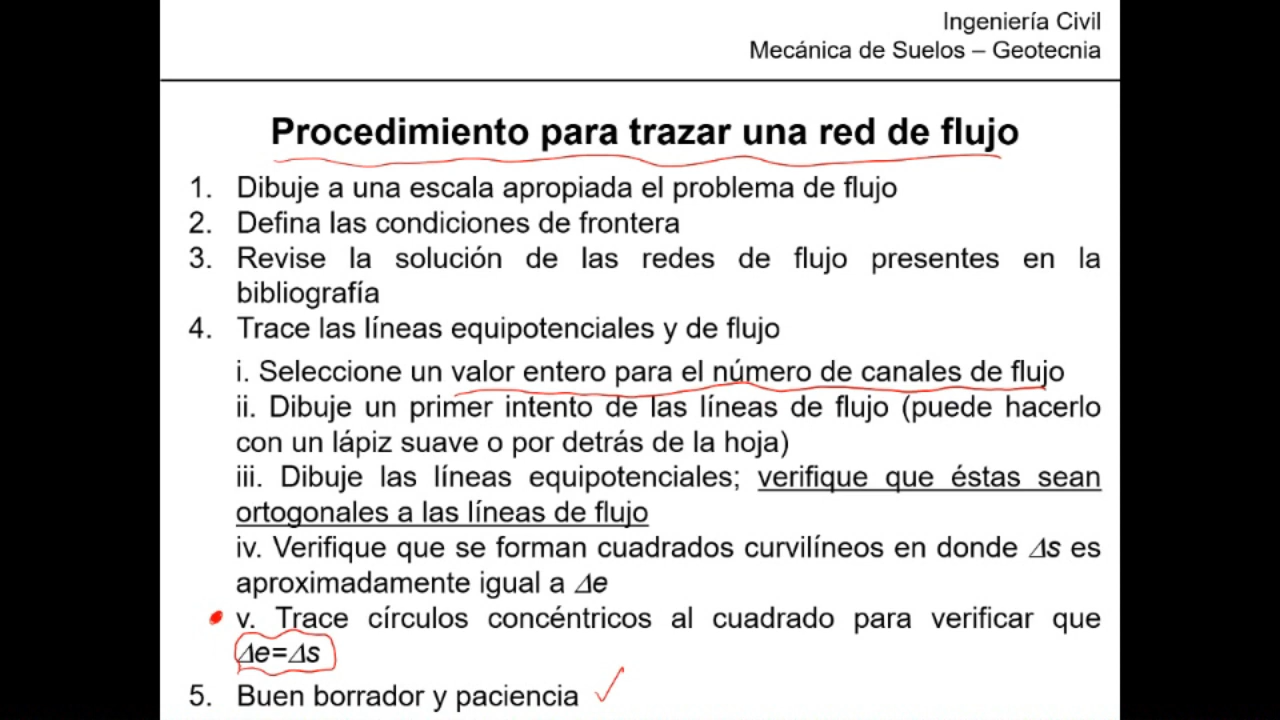 Ingeniería Civil
Mecánica de Suelos – Geotecnia
Procedimiento para trazar una red de flujo
1. Dibuje a una escala apropiada el problema de flujo
2. Defina las condiciones de frontera
3. Revise la solución de las redes de flujo presentes en la
bibliografía
4. Trace las líneas equipotenciales y de flujo
i. Seleccione un valor entero para el número de canales de flujo
ii. Dibuje un primer intento de las líneas de flujo (puede hacerlo
con un lápiz suave o por detrás de la hoja)
iii. Dibuje las líneas equipotenciales; verifique que éstas sean
ortogonales a las líneas de flujo
iv. Verifique que se forman cuadrados curvilíneos en donde Δs es
aproximadamente igual a Δe
v. Trace círculos concéntricos al cuadrado para verificar que
Δe=Δs
5. Buen borrador y paciencia